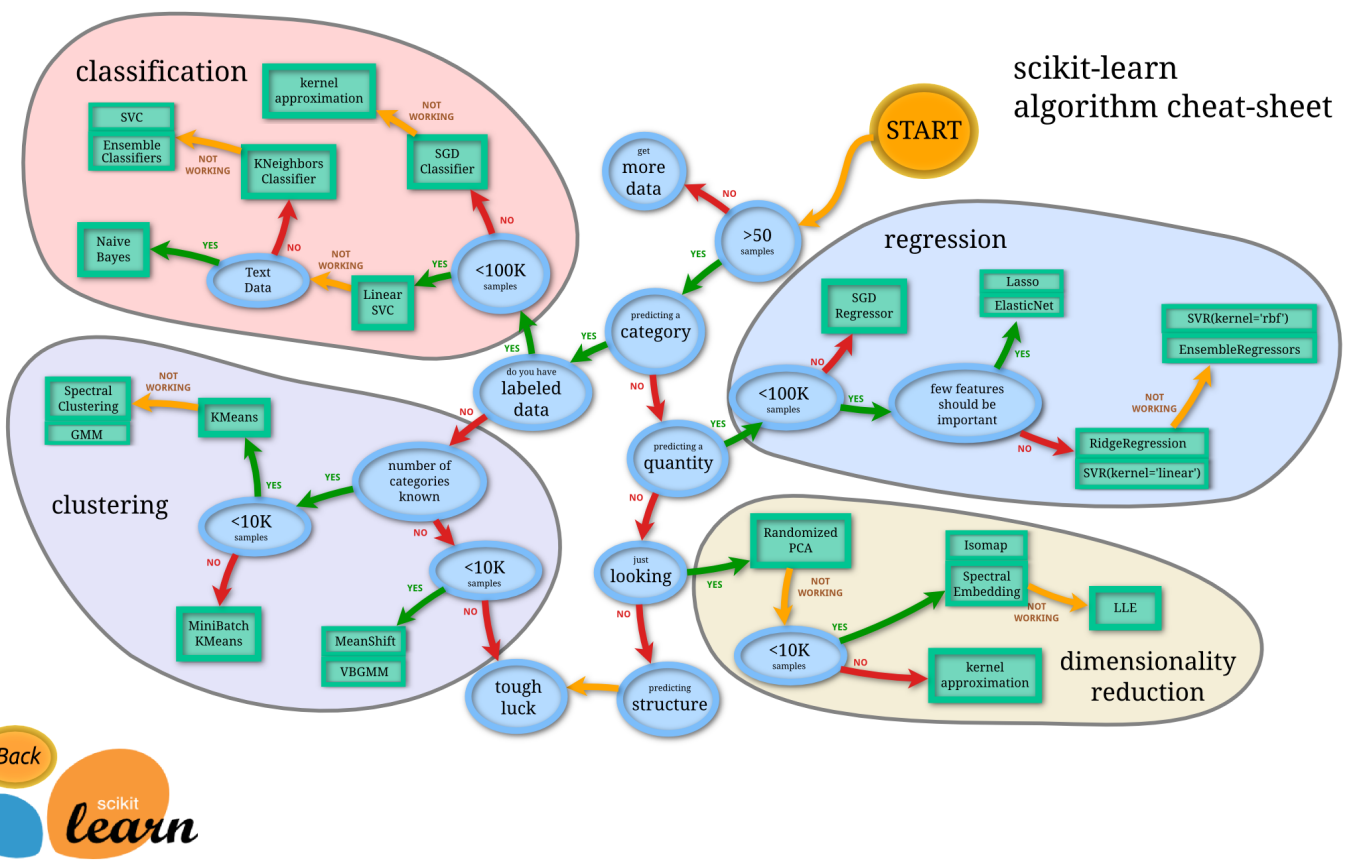 scikit-learn
algorithm cheat-sheet
START
classification
kernel
approximation
NOT
WORKING
SVC
Ensemble
Classifiers
NOT
WORKING
KNeighbors
Classifier
SGD
Classifier
NO
Naive
Bayes
YES
NO
Text
Data
NOT
WORKING
Linear
SVC
YES
<100K
samples
YES
get
more
data
NO
>50
samples
YES
predicting a
category
YES
NO
do you have
labeled
data
NO
predicting a
quantity
YES
NO
just
looking
YES
NO
predicting
structure
tough
luck
regression
SGD
Regressor
NO
<100K
samples
YES
Lasso
ElasticNet
YES
few features
should be
important
NO
SVR(kernel='rbf')
EnsembleRegressors
NOT
WORKING
RidgeRegression
SVR(kernel='linear')
clustering
Spectral
Clustering
GMM
NOT
WORKING
KMeans
YES
<10K
samples
NO
MiniBatch
KMeans
YES
number of
categories
known
NO
<10K
samples
YES
NO
MeanShift
VBGMM
dimensionality
reduction
Randomized
PCA
NOT
WORKING
<10K
samples
YES
NO
Isomap
Spectral
Embedding
NOT
WORKING
LLE
kernel
approximation
Back
scikit
learn